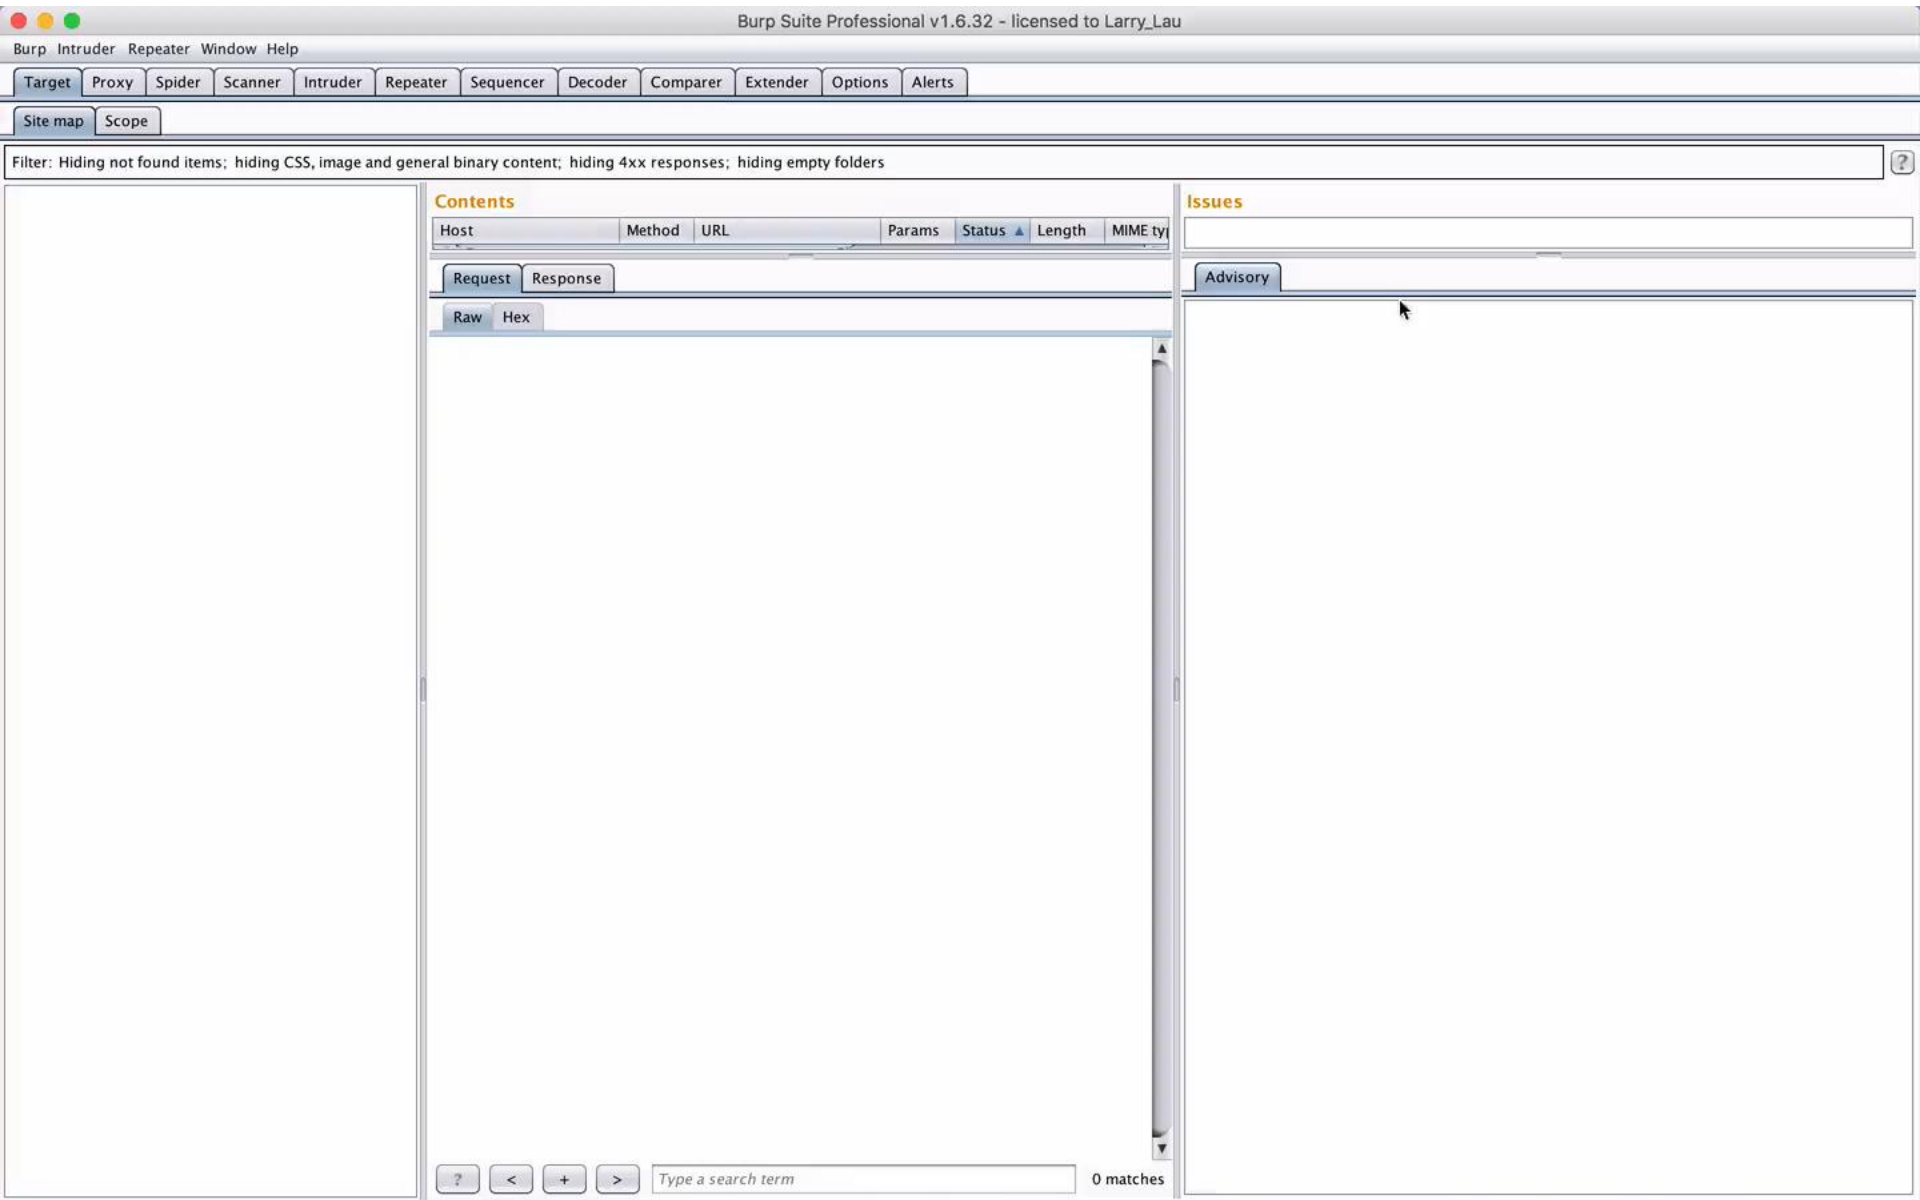 Burp Suite Professional v1.6.32 - licensed to Larry_Lau
Burp Intruder Repeater Window Help
Target Proxy Spider Scanner Intruder Repeater Sequencer Decoder Comparer Extender Options Alerts
Site map Scope
Filter: Hiding not found items; hiding CSS, image and general binary content; hiding 4xx responses; hiding empty folders ?
Contents
Host Method URL Params Status ▲ Length MIME typ
Request Response
Raw Hex
? < + > Type a search term 0 matches
Issues
Advisory